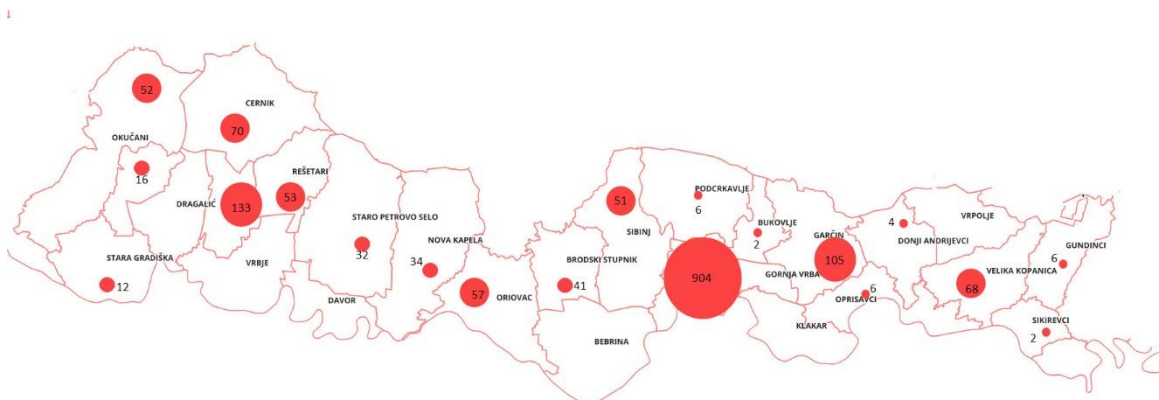 52
CERNIK
70
OKUČANI
16
DRAGALIĆ
133
REŠETARI
53
STARA GRADIŠKA
12
VRBJE
STARO PETROVO SELO
32
DAVOR
NOVA KAPELA
34
57
ORIOVAC
BRODSKI STUPNIK
41
BEBRINA
51
SIBINJ
PODCRKAVLJE
6
BUKOVLJE
2
904
GARČIN
105
GORNJA VRBA
6
OPRISAVCI
KLAKAR
4
DONJI ANDRIJEVCI
VRPOLJE
VELIKA KOPANICA
68
GUNDINCI
6
SIKIREVCI
2